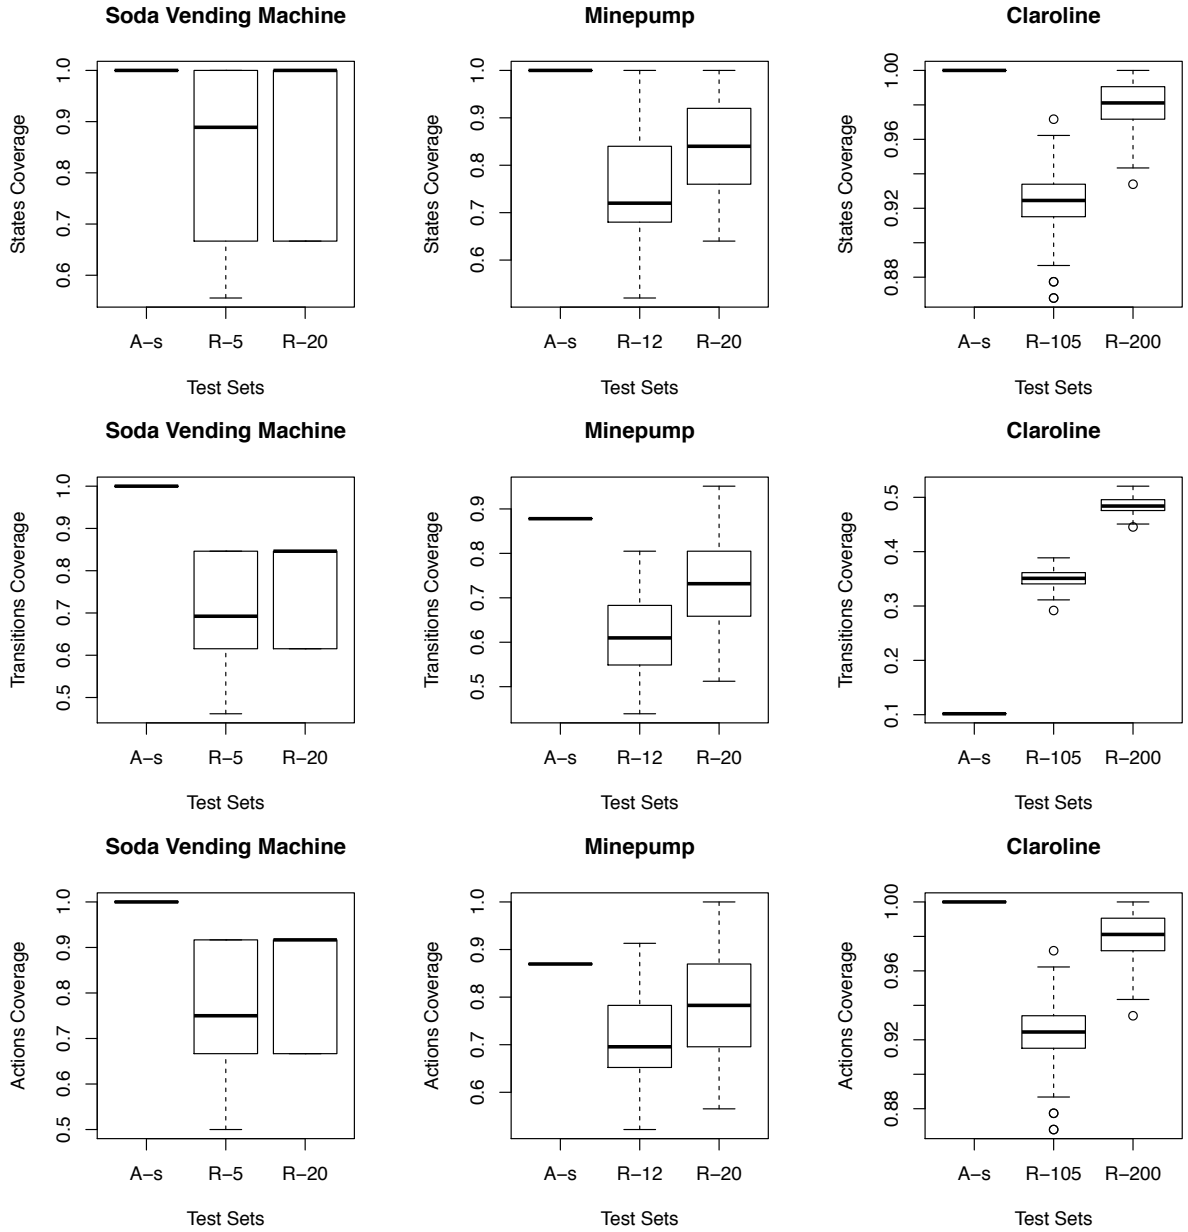 Soda Vending Machine
States Coverage
1.0
0.9
0.8
0.7
0.6
A−s R−5 R−20
Test Sets
Minepump
States Coverage
1.0
0.9
0.8
0.7
0.6
A−s R−12 R−20
Test Sets
Claroline
States Coverage
1.00
0.96
0.92
0.88
A−s R−105 R−200
Test Sets
Soda Vending Machine
Transitions Coverage
1.0
0.9
0.8
0.7
0.6
0.5
A−s R−5 R−20
Test Sets
Minepump
Transitions Coverage
0.9
0.8
0.7
0.6
0.5
A−s R−12 R−20
Test Sets
Claroline
Transitions Coverage
0.5
0.4
0.3
0.2
0.1
A−s R−105 R−200
Test Sets
Soda Vending Machine
Actions Coverage
1.0
0.9
0.8
0.7
0.6
0.5
A−s R−5 R−20
Test Sets
Minepump
Actions Coverage
1.0
0.9
0.8
0.7
0.6
A−s R−12 R−20
Test Sets
Claroline
Actions Coverage
1.00
0.96
0.92
0.88
A−s R−105 R−200
Test Sets